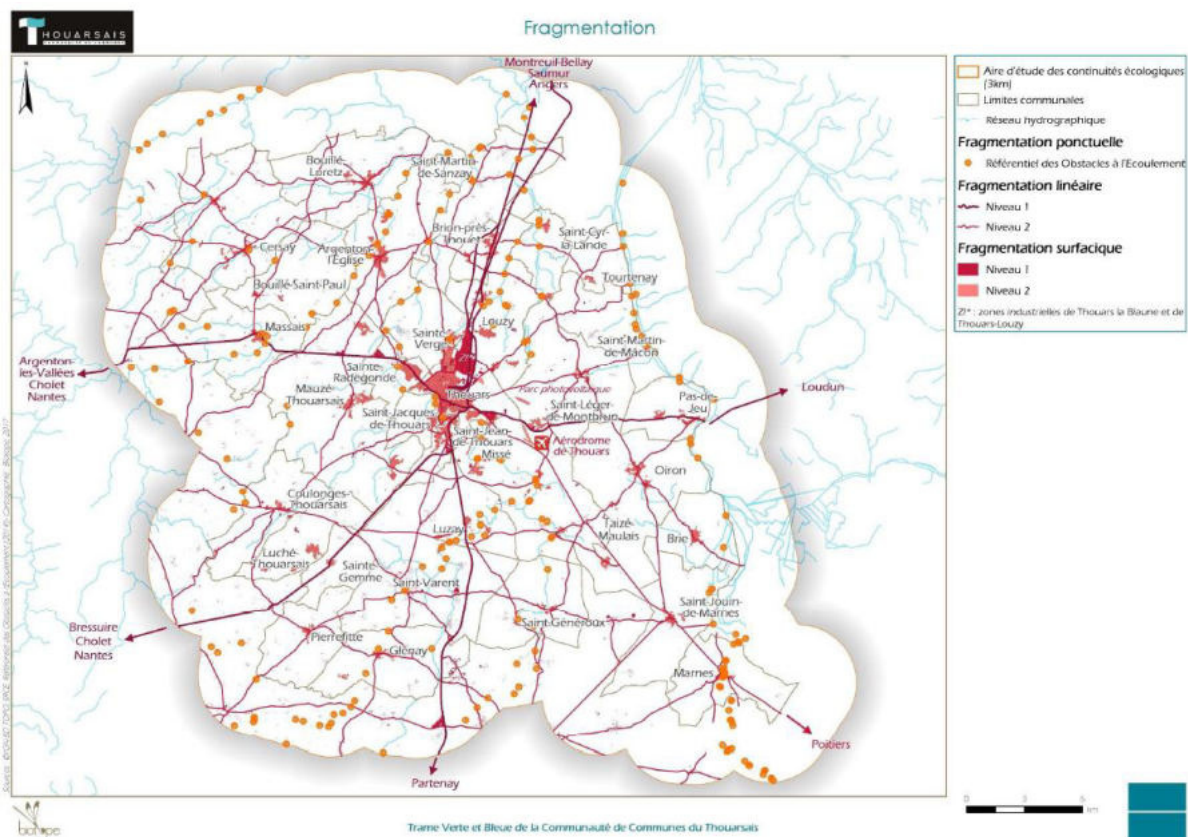 THOUARSAIS
Fragmentation
Montreuil-Bellay
Saumur
Angers
N
Bouillé-
Loretz
Saint-Martin-
de-Sanzay
Brion-près-
Thouet
Saint-Cyr-
la-Lande
Cersay
Argenton-
l'Église
Tourtenay
Bouillé-Saint-Paul
Massais
Louzy
Sainte-
Verge
ZI*
Saint-Martin-
de-Mâcon
Argenton-
les-Vallées
Cholet
Nantes
Sainte-
Radegonde
Mauzé-
Thouarsais
Thouars
Parc photovoltaïque
Loudun
Pas-de-
Jeu
Saint-Léger-
de-Montbrun
Saint-Jacques-
de-Thouars
Saint-Jean-
de-Thouars
Missé
Aérodrome
de Thouars
Oiron
Coulonges-
Thouarsais
Luzay
Taizé-
Maulais
Brie
Luché-
Thouarsais
Sainte-
Gemme
Saint-Varent
Saint-Jouin-
de-Marnes
Bressuire
Cholet
Nantes
Pierrefitte
Saint-Généroux
Glénay
Marnes
Poitiers
Partenay
Aire d'étude des continuités écologiques
(3km)
Limites communales
Réseau hydrographique
Fragmentation ponctuelle
Référentiel des Obstacles à l'Ecoulement
Fragmentation linéaire
Niveau 1
Niveau 2
Fragmentation surfacique
Niveau 1
Niveau 2
ZI* : zones industrielles de Thouars la Blaune et de
Thouars-Louzy
biotope
Trame Verte et Bleue de la Communauté de Communes du Thouarsais
km